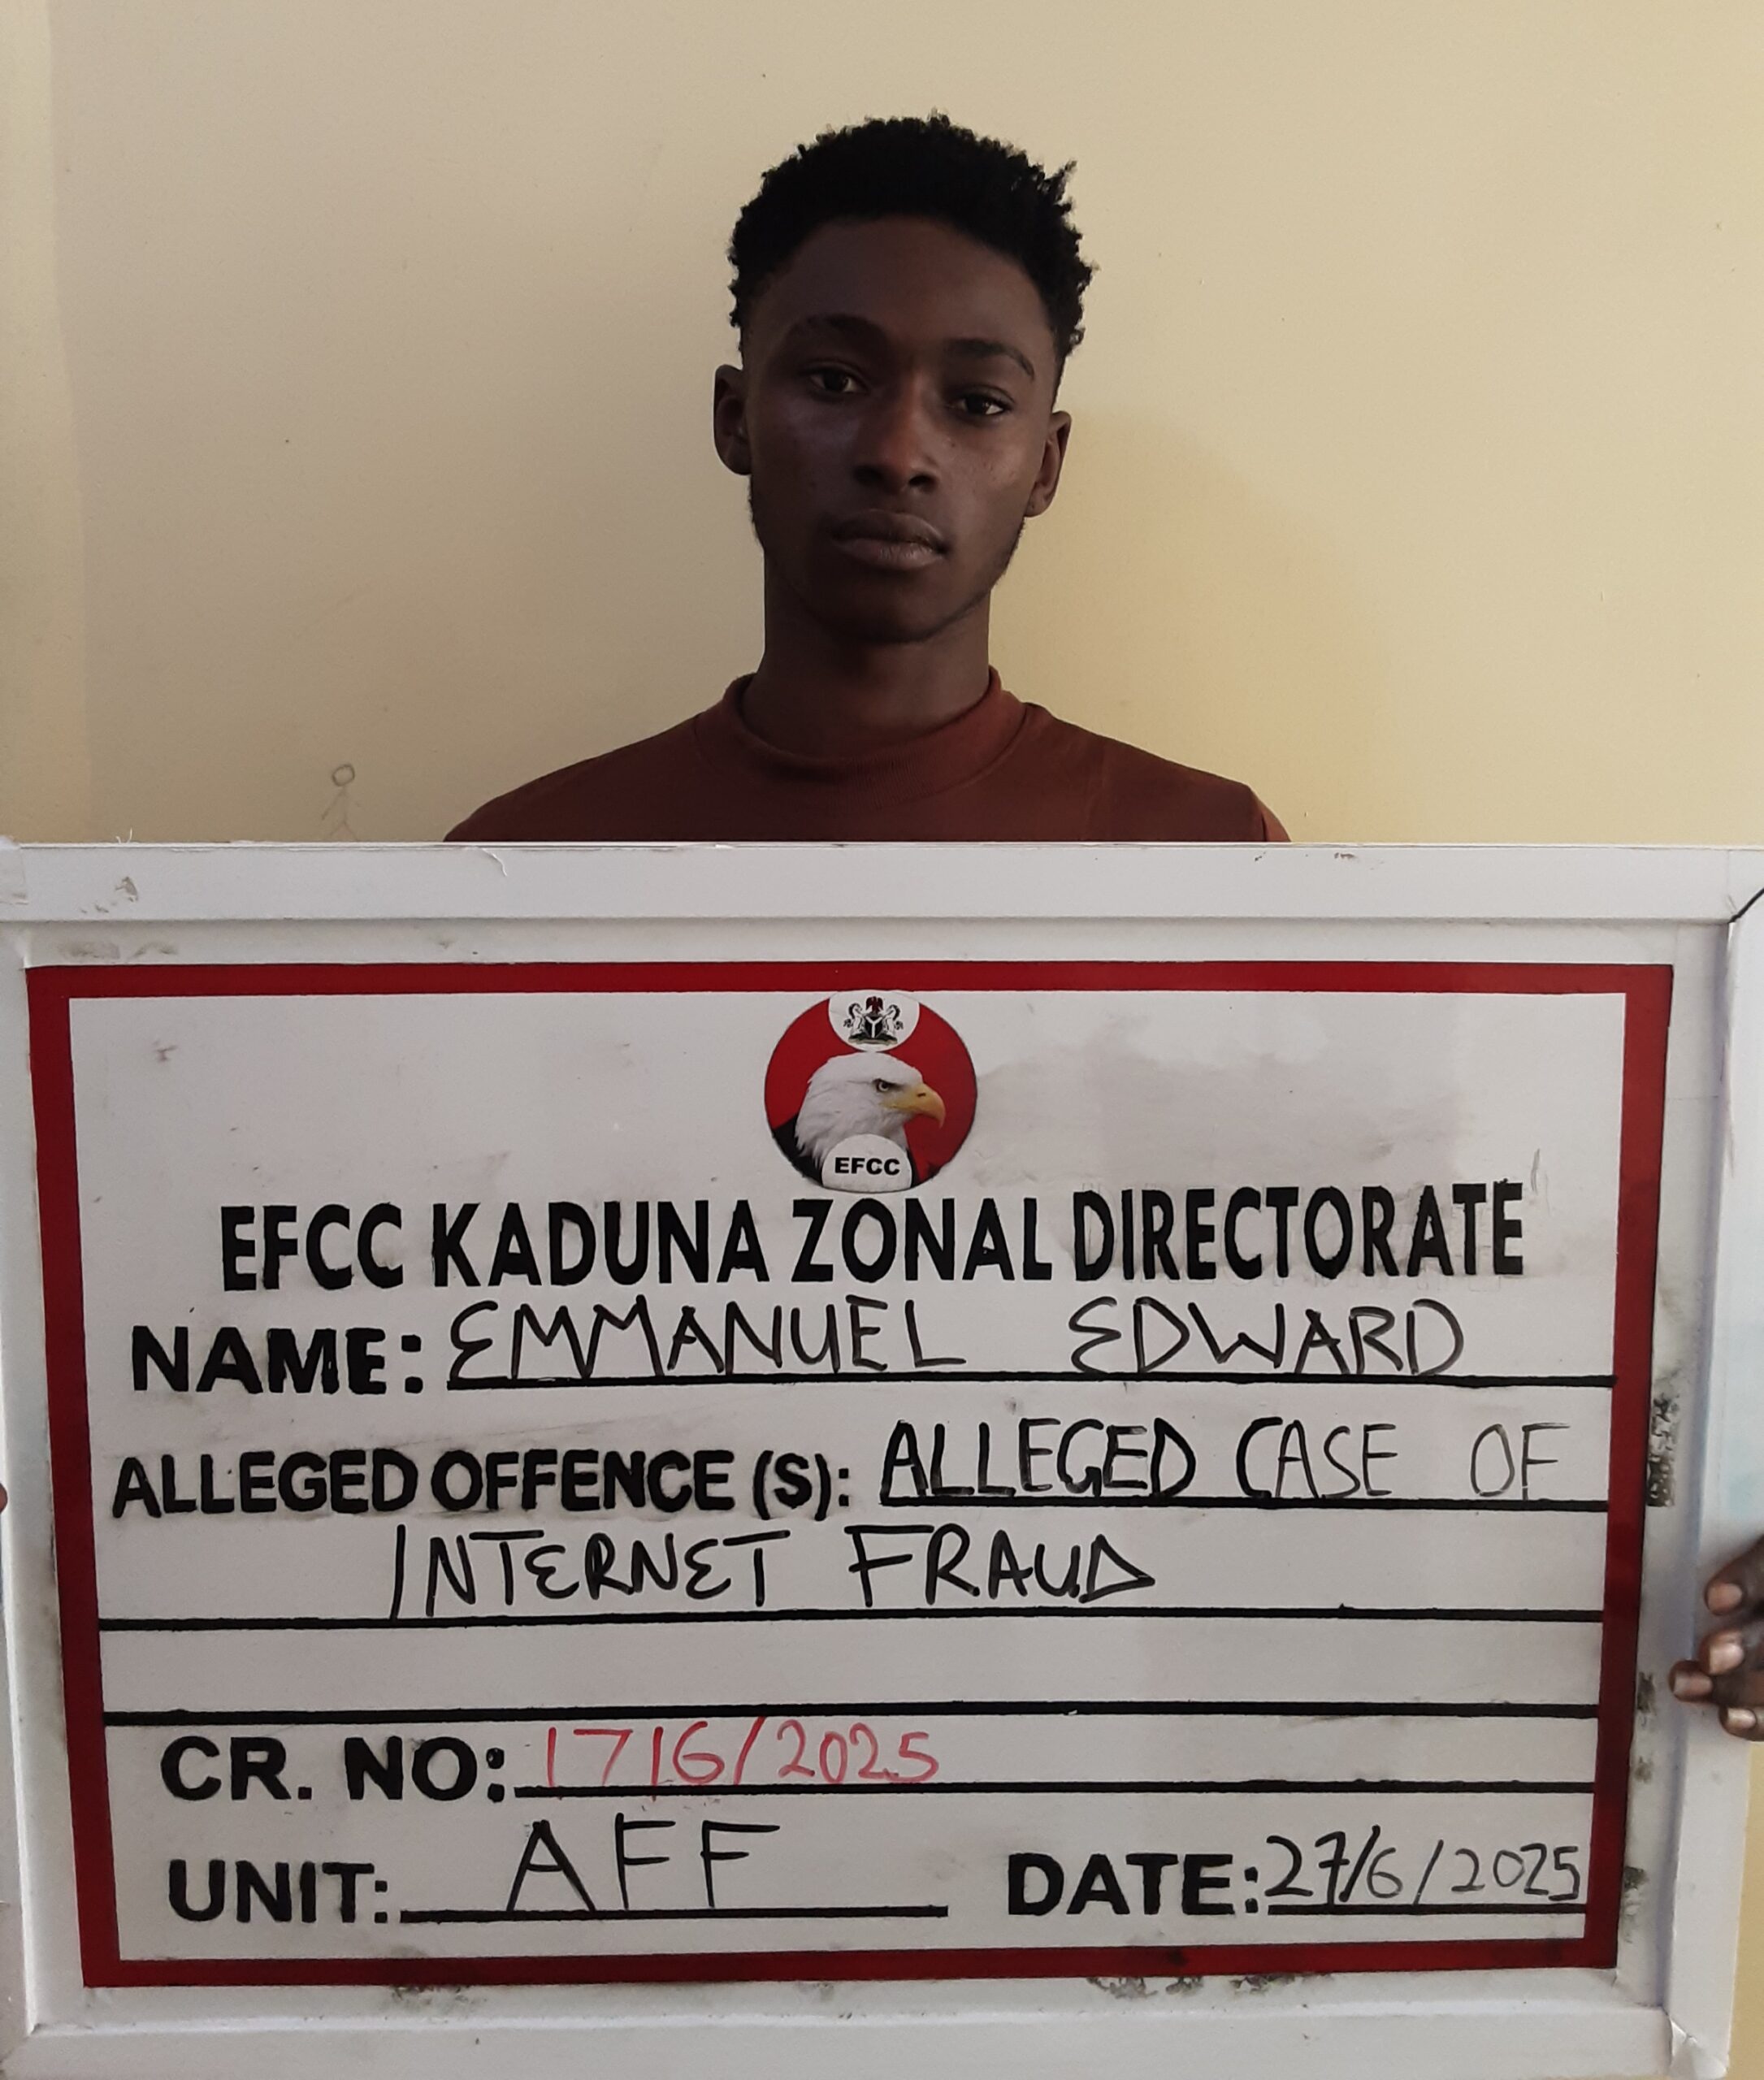 EFCC
EFCC KADUNA ZONAL DIRECTORATE
NAME: EMMANUEL EDWARD
ALLEGED OFFENCE (S): ALLEGED CASE OF
INTERNET FRAUD
CR. NO: 1716/2025
UNIT: AFF DATE: 27/6/2025